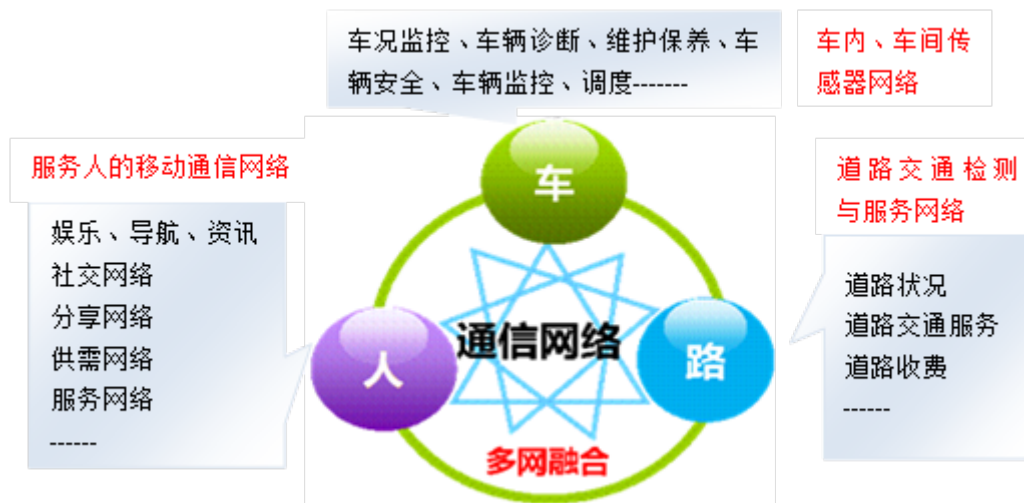 车况监控、车辆诊断、维护保养、车
辆安全、车辆监控、调度-------
车内、车间传
感器网络
服务人的移动通信网络
娱乐、导航、资讯
社交网络
分享网络
供需网络
服务网络
------
车
人
通信网络
路
多网融合
道路交通检测
与服务网络
道路状况
道路交通服务
道路收费
------